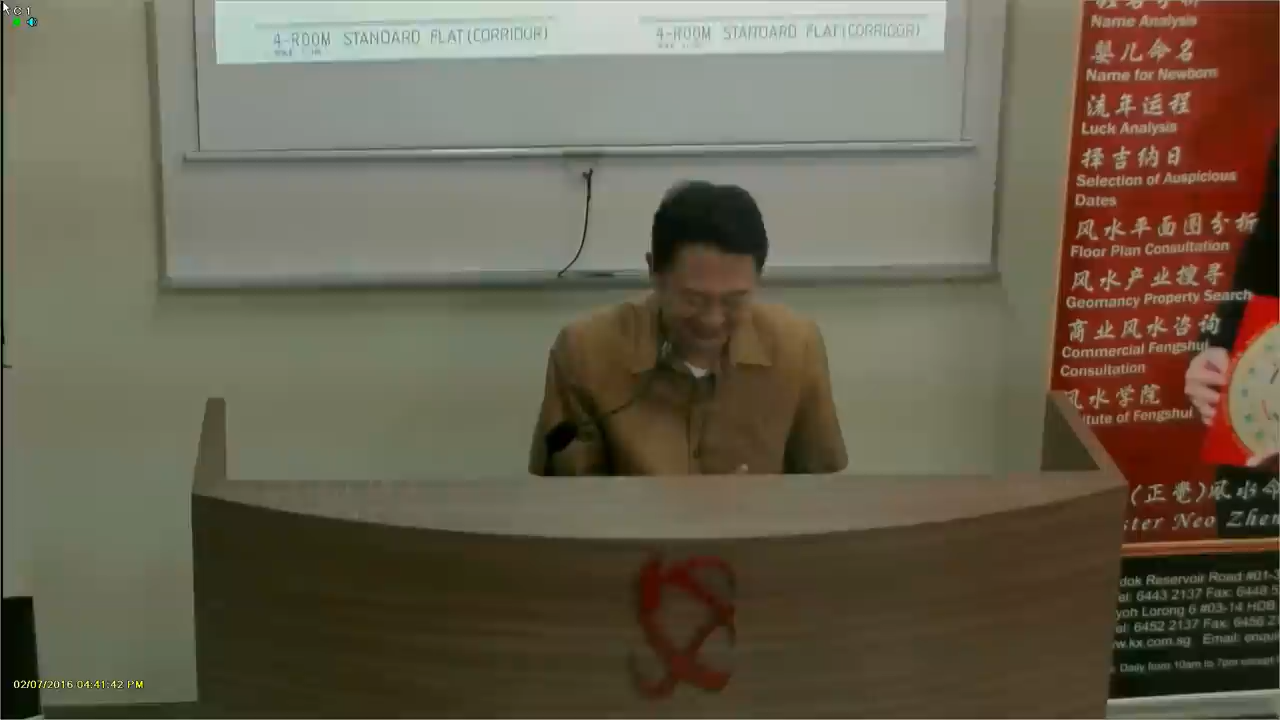 C 1
4-ROOM STANDARD FLAT(CORRIDOR)
4-ROOM STANDARD FLAT(CORRIDOR)
Name Analysis
婴儿命名
Name for Newborn
流年运程
Luck Analysis
择吉纳日
Selection of Auspicious
Dates
风水平面图分析
Floor Plan Consultation
风水产业搜寻
Geomancy Property Search
商业风水咨询
Commercial Fengshui
Consultation
风水学院
itute of Fengshui
(正觉)风水命
ster Neo Zhen
dok Reservoir Road #01-3
el: 6443 2137 Fax: 6448 5
yoh Lorong 6 #03-14 HDB
el: 6452 2137 Fax: 6456 2
w.kx.com.sg Email: enqui
Daily from 10am to 7pm except
KX
02/07/2016 04:41:42 PM